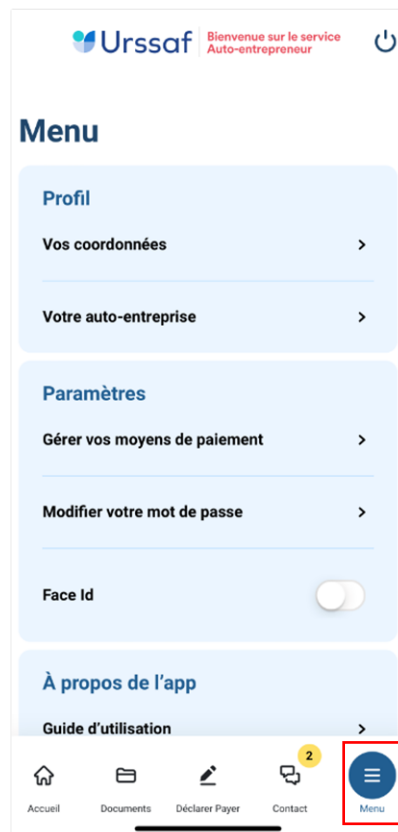 Urssaf
Bienvenue sur le service
Auto-entrepreneur
Menu
Profil
Vos coordonnées
Votre auto-entreprise
Paramètres
Gérer vos moyens de paiement
Modifier votre mot de passe
Face Id
À propos de l'app
Guide d'utilisation
2
Accueil Documents Déclarer Payer Contact Menu